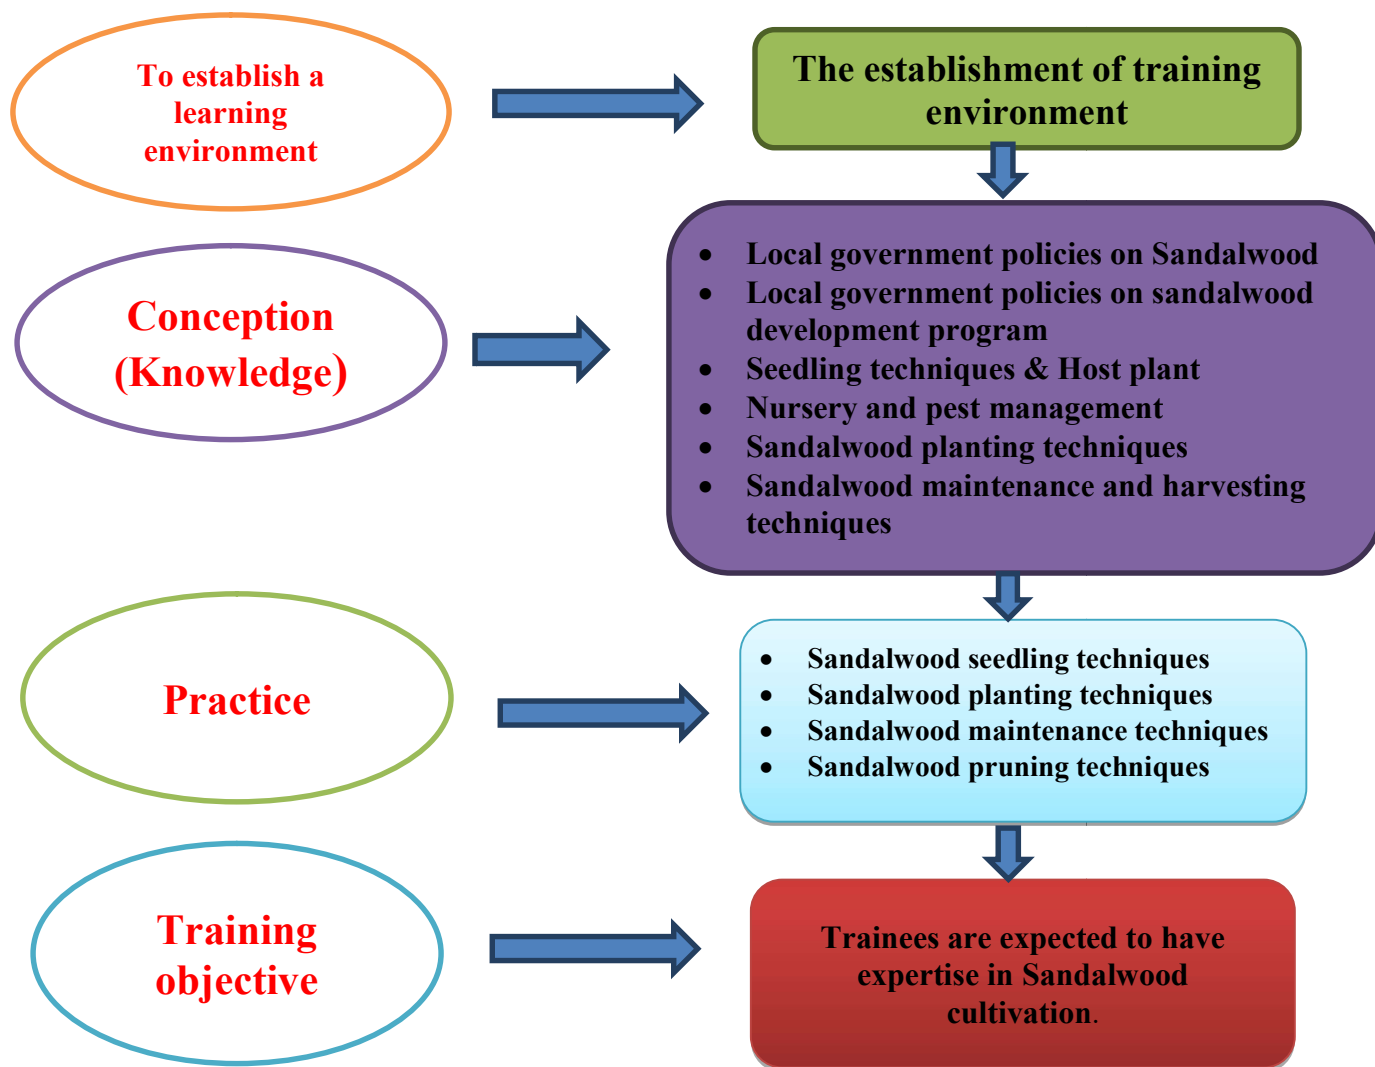 To establish a
learning
environment
The establishment of training
environment
Conception
(Knowledge)
• Local government policies on Sandalwood
• Local government policies on sandalwood
development program
• Seedling techniques & Host plant
• Nursery and pest management
• Sandalwood planting techniques
• Sandalwood maintenance and harvesting
techniques
Practice
• Sandalwood seedling techniques
• Sandalwood planting techniques
• Sandalwood maintenance techniques
• Sandalwood pruning techniques
Training
objective
Trainees are expected to have
expertise in Sandalwood
cultivation.